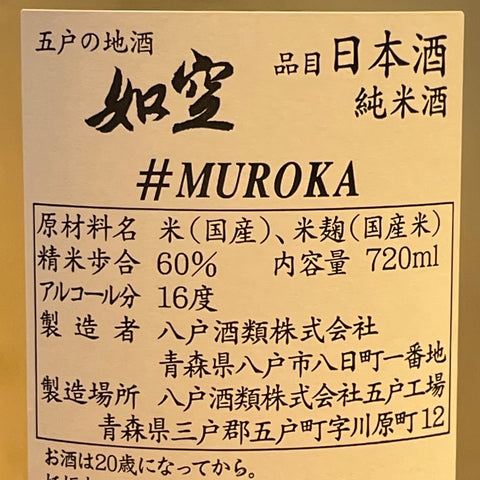 五戸の地酒
如空
品目 日本酒
純米酒
#MUROKA
原材料名 米(国産)、米麹(国産米)
精米歩合 60% 内容量 720ml
アルコール分 16度
製造者 八戸酒類株式会社
青森県八戸市八日町一番地
製造場所 八戸酒類株式会社五戸工場
青森県三戸郡五戸町字川原町12
お酒は20歳になってから。